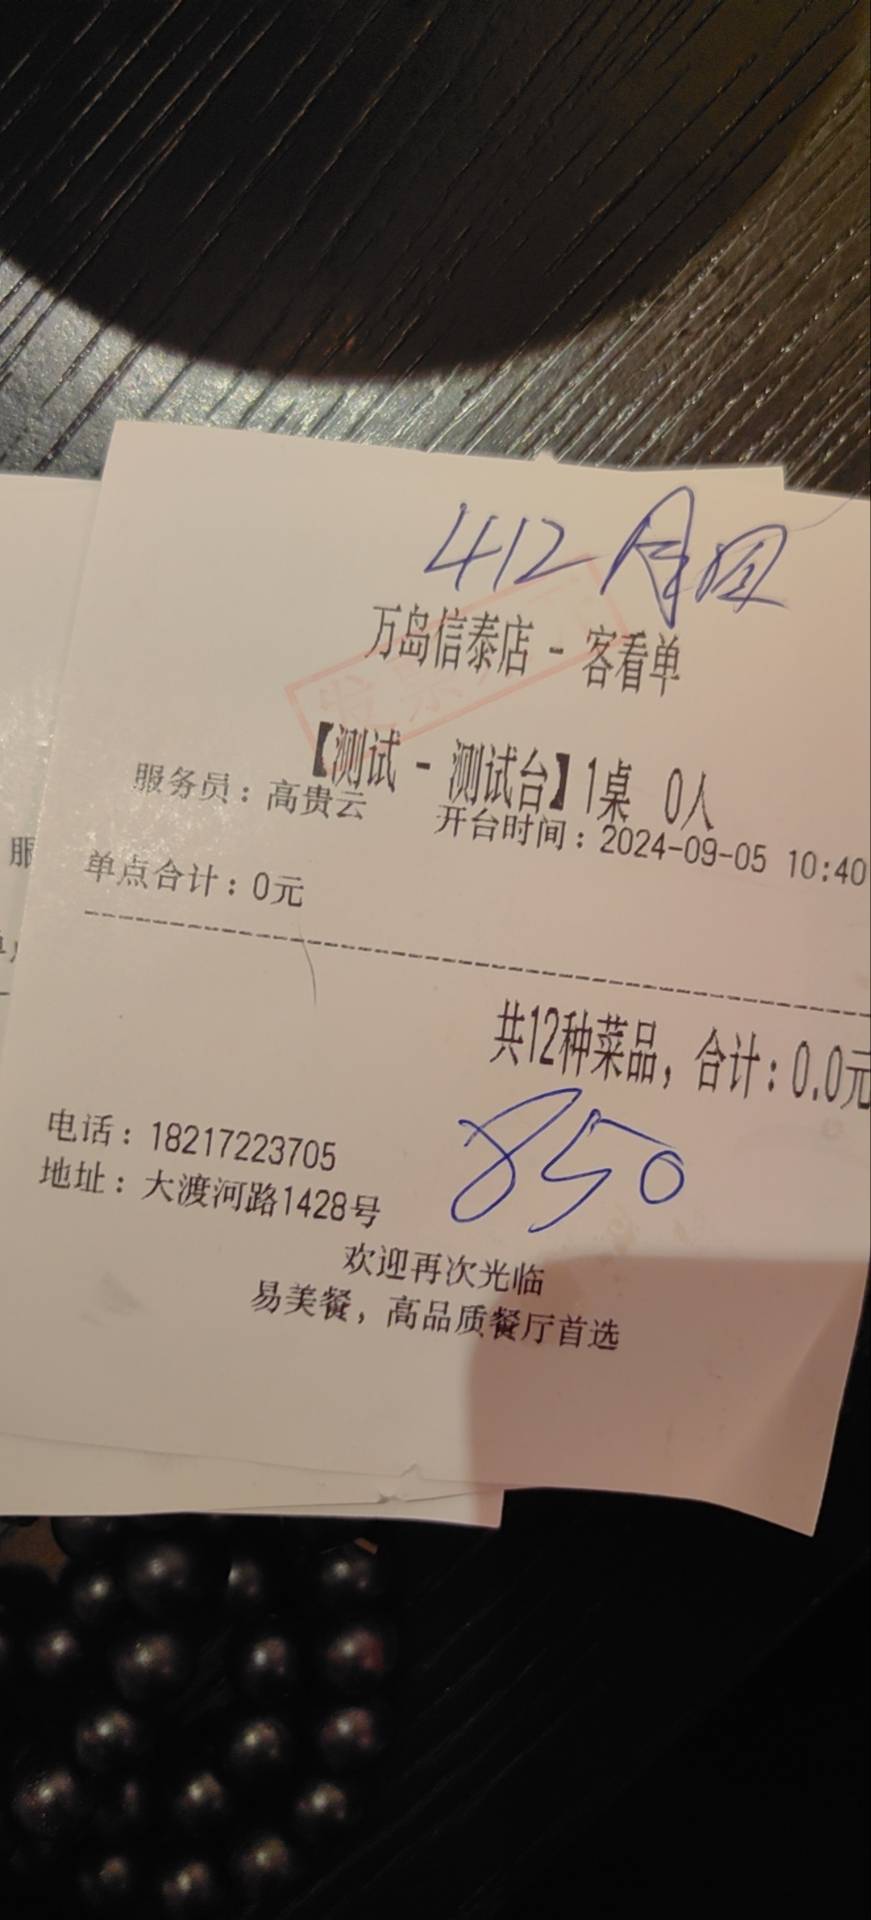 412
万岛信泰店 - 客看单
发票
【测试 - 测试台】1桌 0人
服务员：高贵云 开台时间：2024-09-05 10:40
单点合计：0元
共12种菜品，合计：0.0元
850
电话：18217223705
地址：大渡河路1428号
欢迎再次光临
易美餐，高品质餐厅首选
服